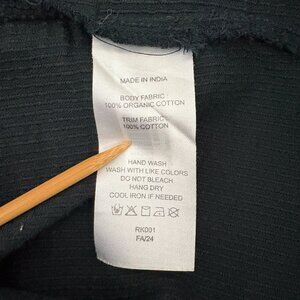 MADE IN INDIA
BODY FABRIC
100% ORGANIC COTTON
TRIM FABRIC
100% COTTON
HAND WASH
WASH WITH LIKE COLORS
DO NOT BLEACH
HANG DRY
COOL IRON IF NEEDED
RK001
FA/24